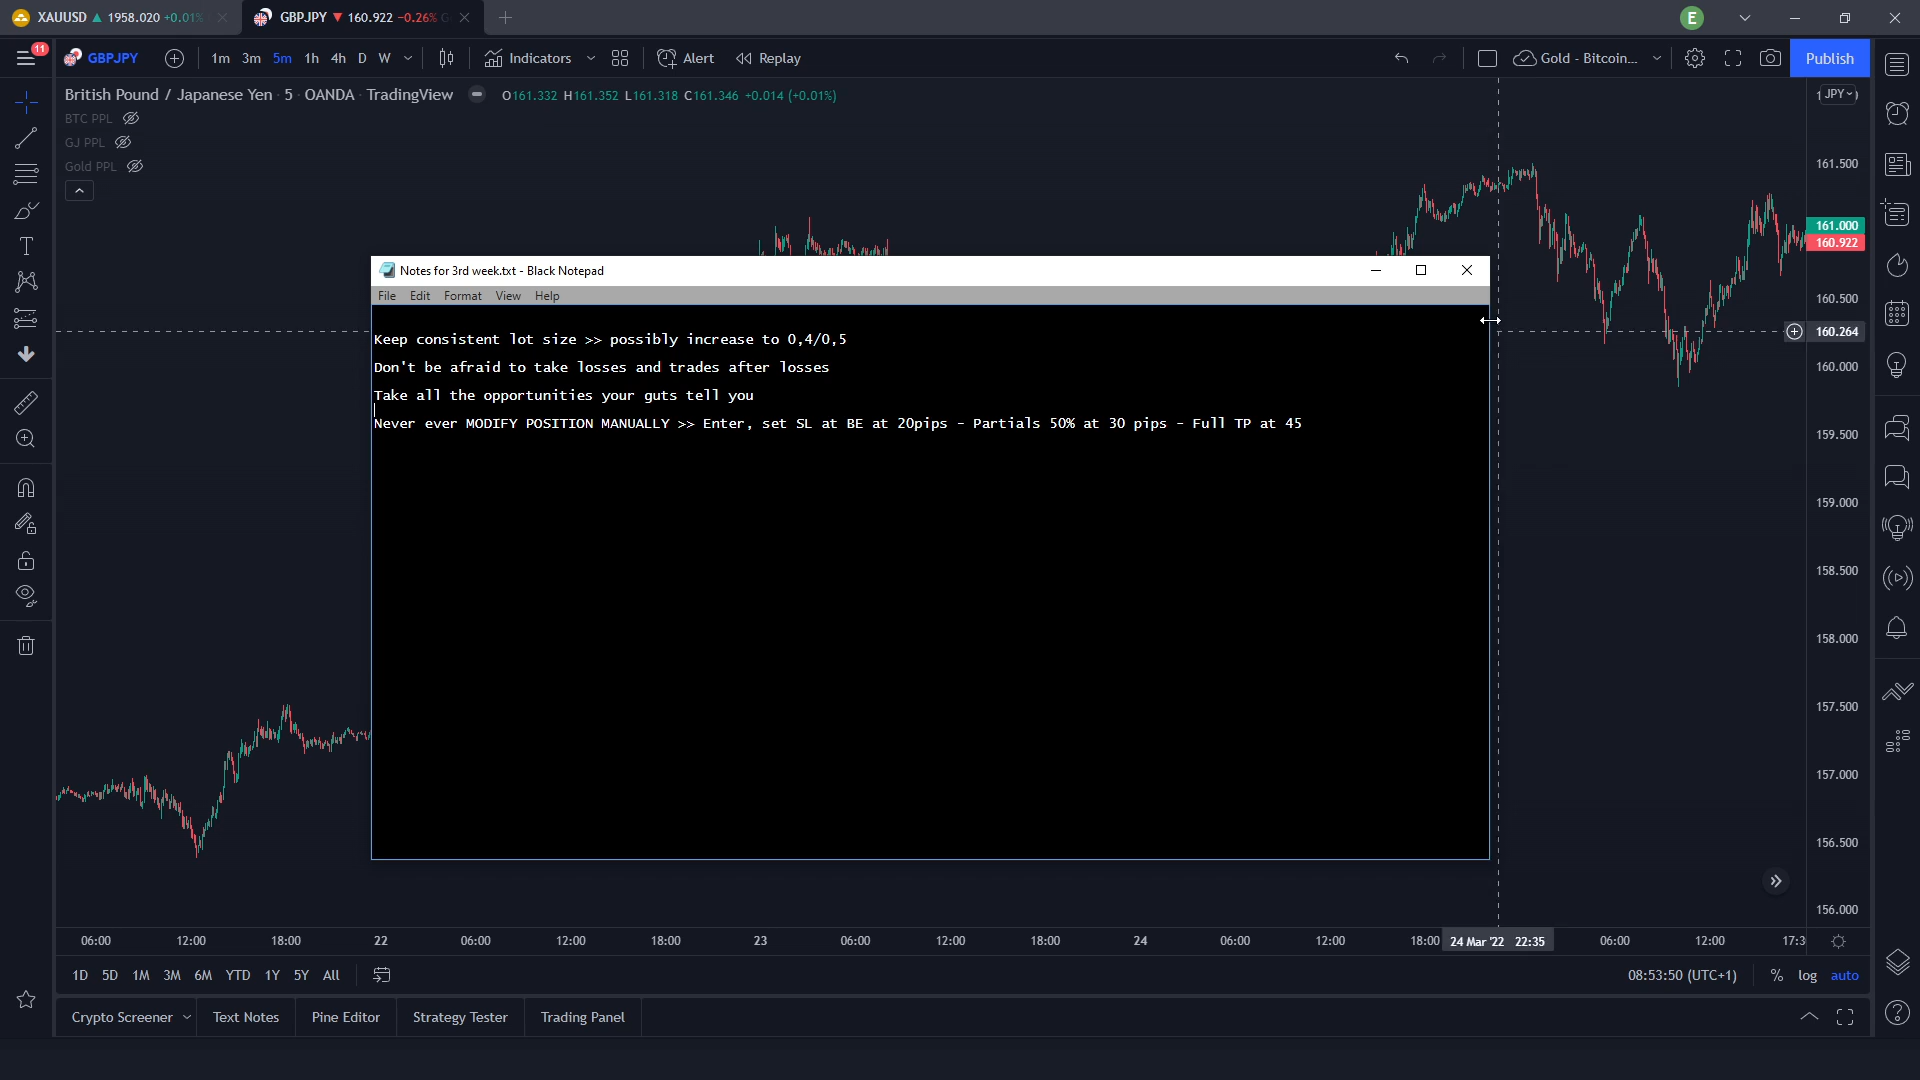 XAUUSD ▲ 1958.020 +0.01%
GBPJPY ▼ 160.922 −0.26%
E
11
GBPJPY
1m 3m 5m 1h 4h D W
Indicators
Alert
Replay
Gold - Bitcoin...
Publish
British Pound / Japanese Yen · 5 · OANDA · TradingView
O161.332 H161.352 L161.318 C161.346 +0.014 (+0.01%)
JPY
BTC PPL
GJ PPL
Gold PPL
Notes for 3rd week.txt - Black Notepad
File Edit Format View Help
Keep consistent lot size >> possibly increase to 0,4/0,5
Don't be afraid to take losses and trades after losses
Take all the opportunities your guts tell you
Never ever MODIFY POSITION MANUALLY >> Enter, set SL at BE at 20pips - Partials 50% at 30 pips - Full TP at 45
161.500
161.000
160.922
160.500
160.264
160.000
159.500
159.000
158.500
158.000
157.500
157.000
156.500
156.000
06:00 12:00 18:00 22 06:00 12:00 18:00 23 06:00 12:00 18:00 24 06:00 12:00 18:00 24 Mar '22 22:35 06:00 12:00 17:3
1D 5D 1M 3M 6M YTD 1Y 5Y All
08:53:50 (UTC+1)
% log auto
Crypto Screener
Text Notes
Pine Editor
Strategy Tester
Trading Panel